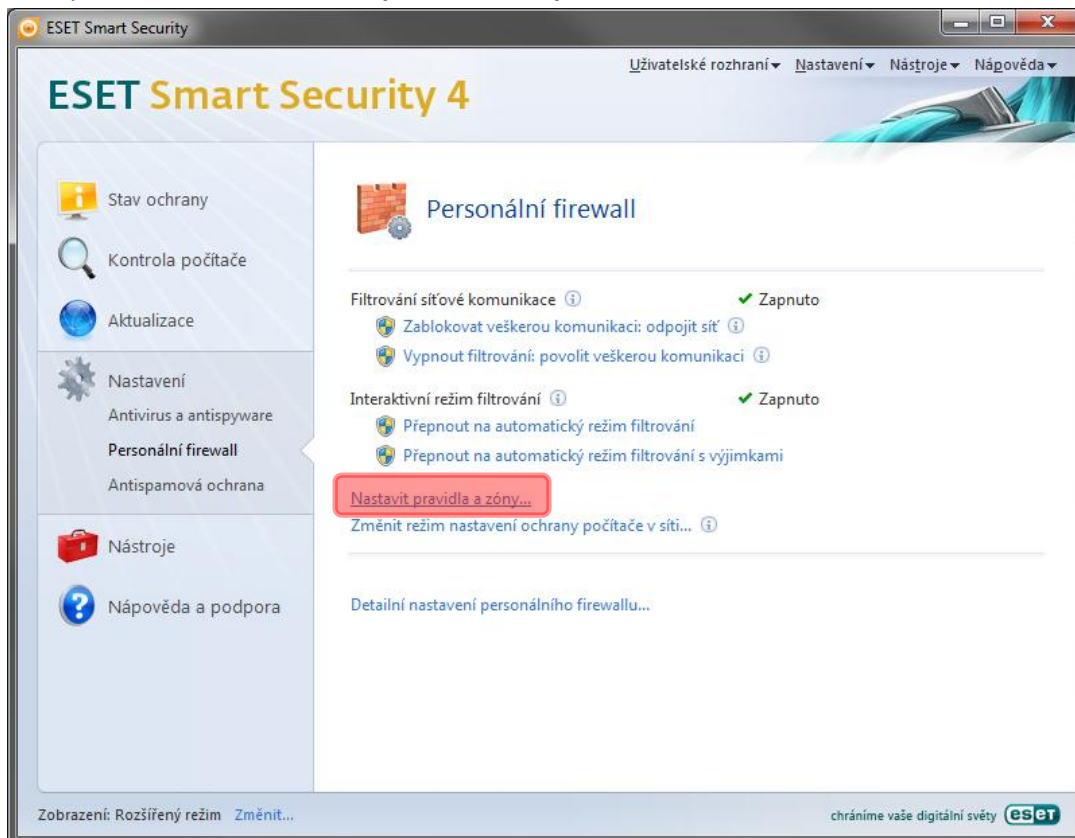 ESET Smart Security
Uživatelské rozhraní Nastavení Nástroje Nápověda
ESET Smart Security 4
Stav ochrany
Kontrola počítače
Aktualizace
Nastavení
Antivirus a antispyware
Personální firewall
Antispamová ochrana
Nástroje
Nápověda a podpora
Personální firewall
Filtrování síťové komunikace Zapnuto
Zablokovat veškerou komunikaci: odpojit síť
Vypnout filtrování: povolit veškerou komunikaci
Interaktivní režim filtrování Zapnuto
Přepnout na automatický režim filtrování
Přepnout na automatický režim filtrování s výjimkami
Nastavit pravidla a zóny...
Změnit režim nastavení ochrany počítače v síti...
Detailní nastavení personálního firewallu...
Zobrazení: Rozšířený režim Změnit...
chráníme vaše digitální světy eset